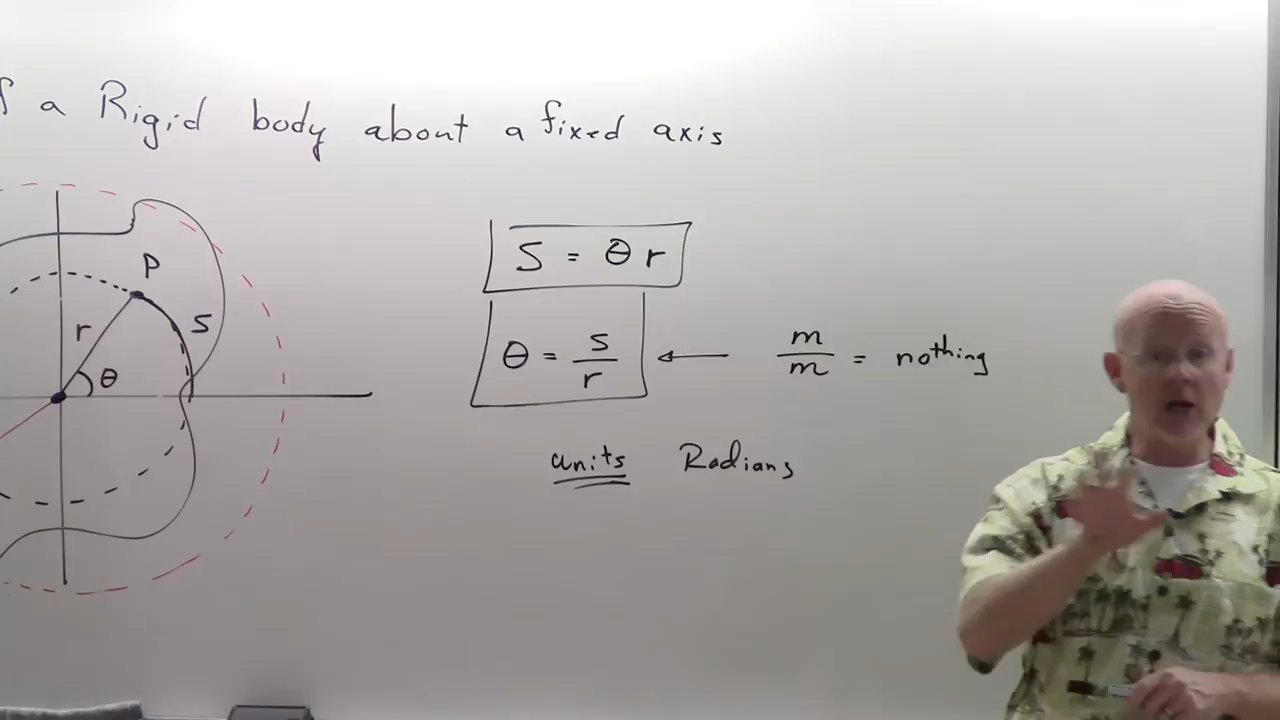 f a Rigid body about a fixed axis
P
r
S
θ
S = θ r
θ = s/r ← m/m = nothing
units Radians